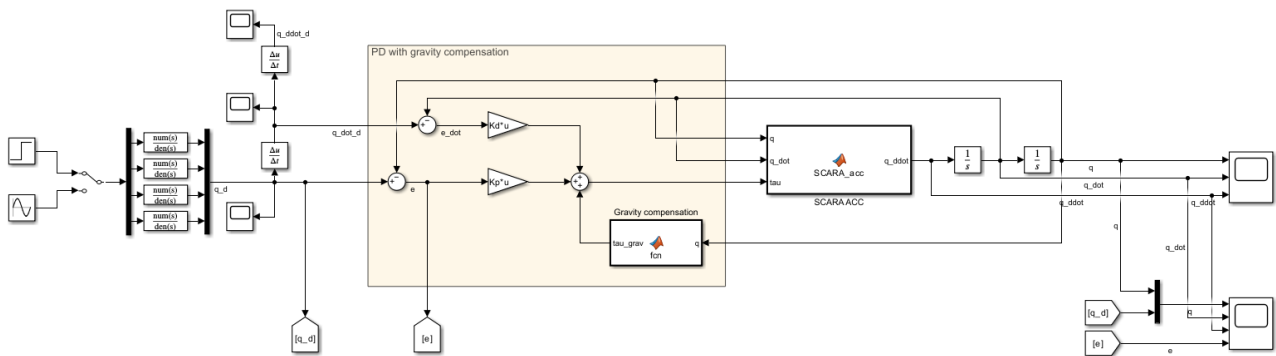 q_ddot_d
Δu
Δt
PD with gravity compensation
q_dot_d
e_dot
Kd*u
Δu
Δt
num(s)
den(s)
num(s)
den(s)
num(s)
den(s)
num(s)
den(s)
q_d
e
Kp*u
q
q_dot
tau
SCARA_acc
q_ddot
SCARA ACC
1
s
1
s
q
q_dot
q_ddot
q_ddot
Gravity compensation
tau_grav
q
fcn
q
q_dot
[q_d]
[e]
[q_d]
q
[e]
e